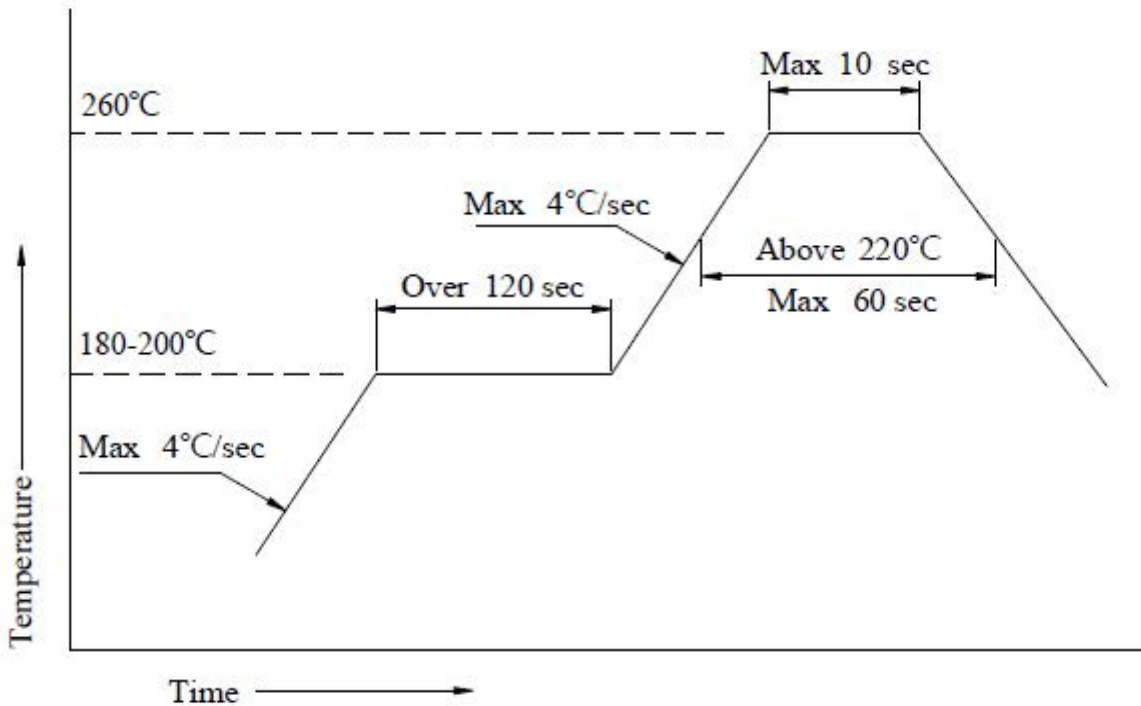 Max 10 sec
260℃
Max 4℃/sec
Above 220℃
Max 60 sec
Over 120 sec
180-200℃
Max 4℃/sec
Temperature
Time